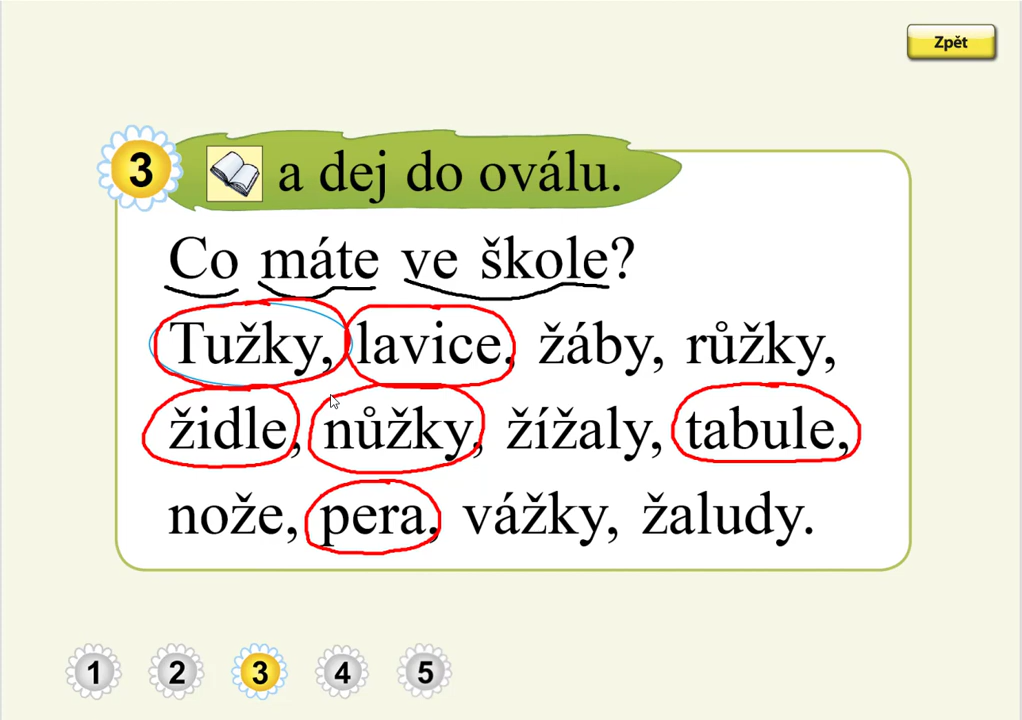 Zpět
3 a dej do oválu.
Co máte ve škole?
Tužky, lavice, žáby, růžky,
židle, nůžky, žížaly, tabule,
nože, pera, vážky, žaludy.
1 2 3 4 5